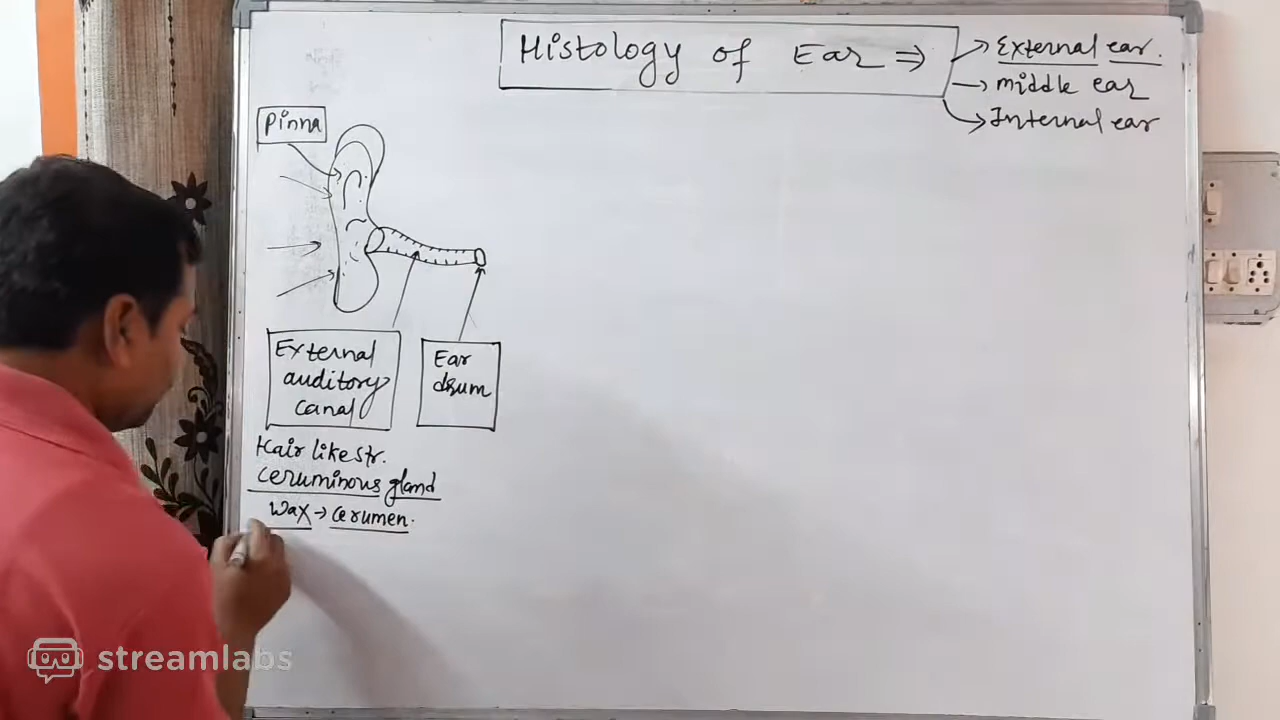 Histology of Ear ⇒
→ External ear.
→ middle ear
→ Internal ear
Pinna
External
auditory
canal
Ear
drum
Hair like str.
ceruminous gland
Wax → cerumen.
streamlabs